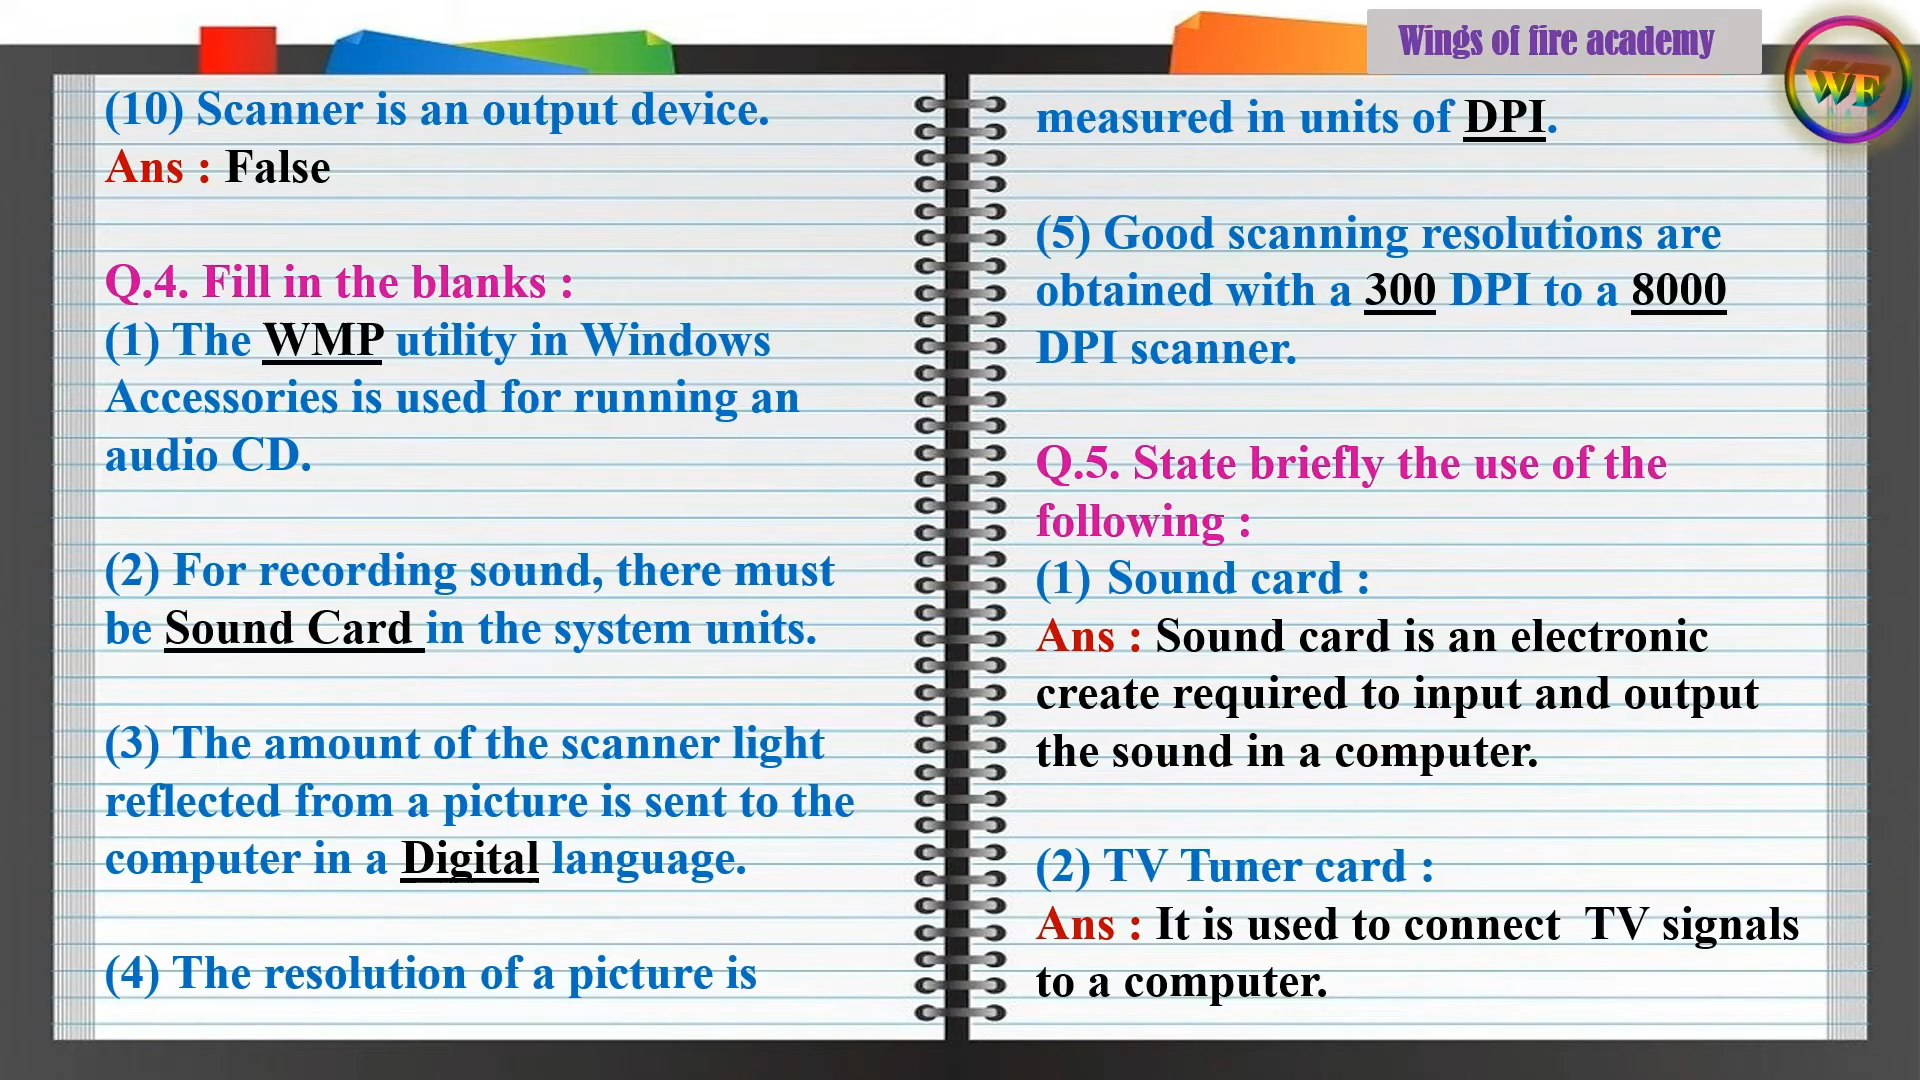 Wings of fire academy
WF
(10) Scanner is an output device.
Ans : False
Q.4. Fill in the blanks :
(1) The WMP utility in Windows
Accessories is used for running an
audio CD.
(2) For recording sound, there must
be Sound Card in the system units.
(3) The amount of the scanner light
reflected from a picture is sent to the
computer in a Digital language.
(4) The resolution of a picture is
measured in units of DPI.
(5) Good scanning resolutions are
obtained with a 300 DPI to a 8000
DPI scanner.
Q.5. State briefly the use of the
following :
(1) Sound card :
Ans : Sound card is an electronic
create required to input and output
the sound in a computer.
(2) TV Tuner card :
Ans : It is used to connect TV signals
to a computer.